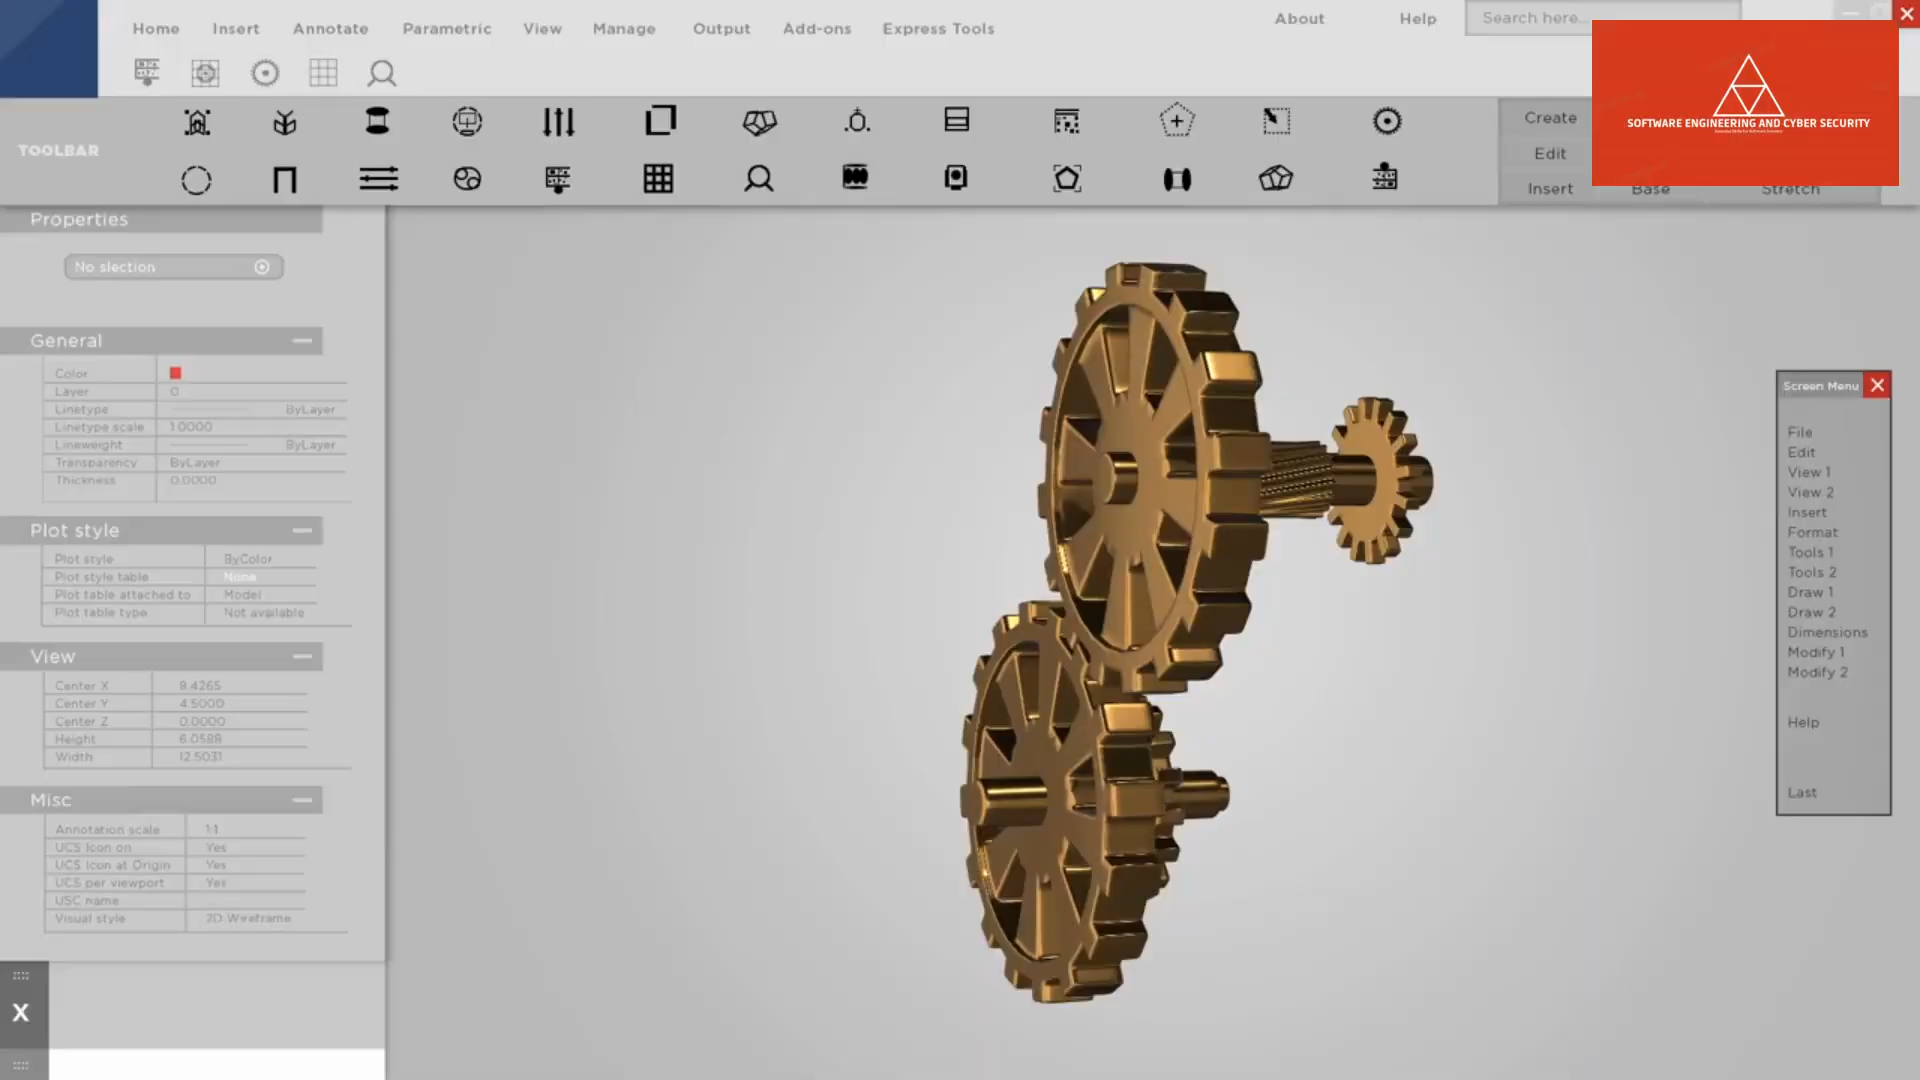 Home Insert Annotate Parametric View Manage Output Add-ons Express Tools
About Help Search here...
SOFTWARE ENGINEERING AND CYBER SECURITY
TOOLBAR
Create
Edit
Insert Base Stretch
Properties
No slection
General
Color
Layer 0
Linetype ByLayer
Linetype scale 1.0000
Lineweight ByLayer
Transparency ByLayer
Thickness 0.0000
Plot style
Plot style ByColor
Plot style table None
Plot table attached to Model
Plot table type Not available
View
Center X 8.4265
Center Y 4.5000
Center Z 0.0000
Height 6.0588
Width 12.5031
Misc
Annotation scale 1:1
UCS Icon on Yes
UCS Icon at Origin Yes
UCS per viewport Yes
USC name
Visual style 2D Wireframe
X
Screen Menu
File
Edit
View 1
View 2
Insert
Format
Tools 1
Tools 2
Draw 1
Draw 2
Dimensions
Modify 1
Modify 2
Help
Last